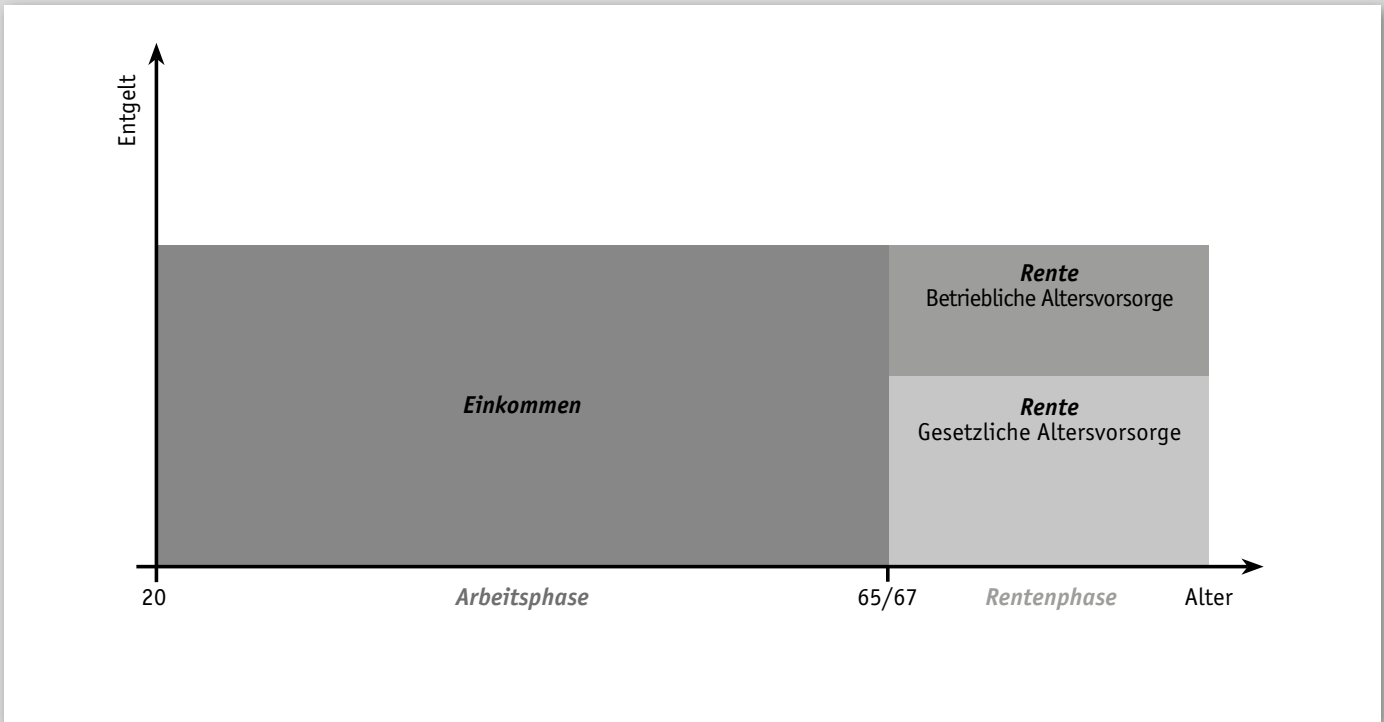 Entgelt
Rente
Betriebliche Altersvorsorge
Einkommen
Rente
Gesetzliche Altersvorsorge
20
Arbeitsphase
65/67
Rentenphase
Alter